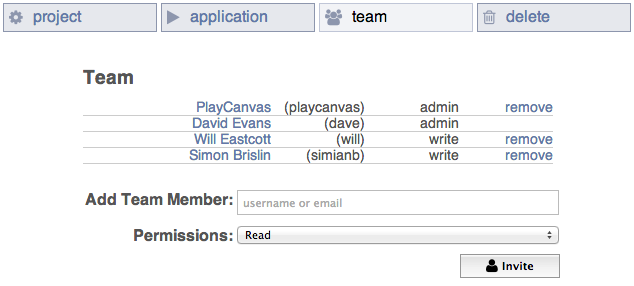 project application team delete
Team
PlayCanvas (playcanvas) admin remove
David Evans (dave) admin
Will Eastcott (will) write remove
Simon Brislin (simianb) write remove
Add Team Member: username or email
Permissions: Read
Invite